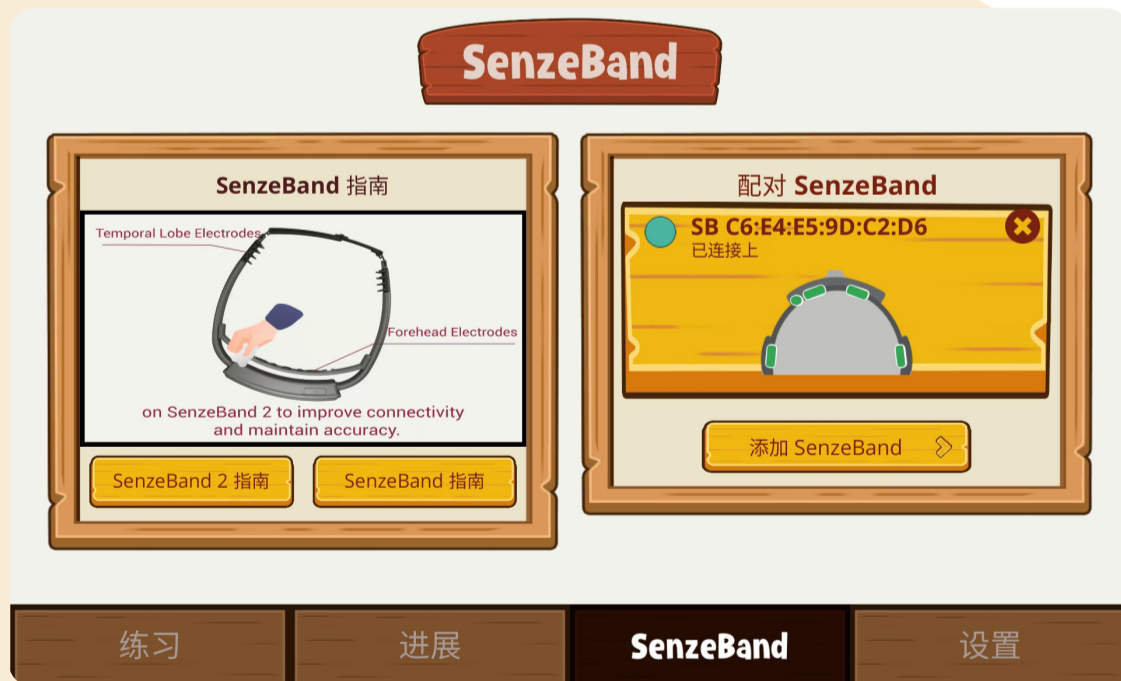 SenzeBand
SenzeBand 指南
Temporal Lobe Electrodes
Forehead Electrodes
on SenzeBand 2 to improve connectivity
and maintain accuracy.
SenzeBand 2 指南
SenzeBand 指南
配对 SenzeBand
SB C6:E4:E5:9D:C2:D6
已连接上
添加 SenzeBand
练习
进展
SenzeBand
设置